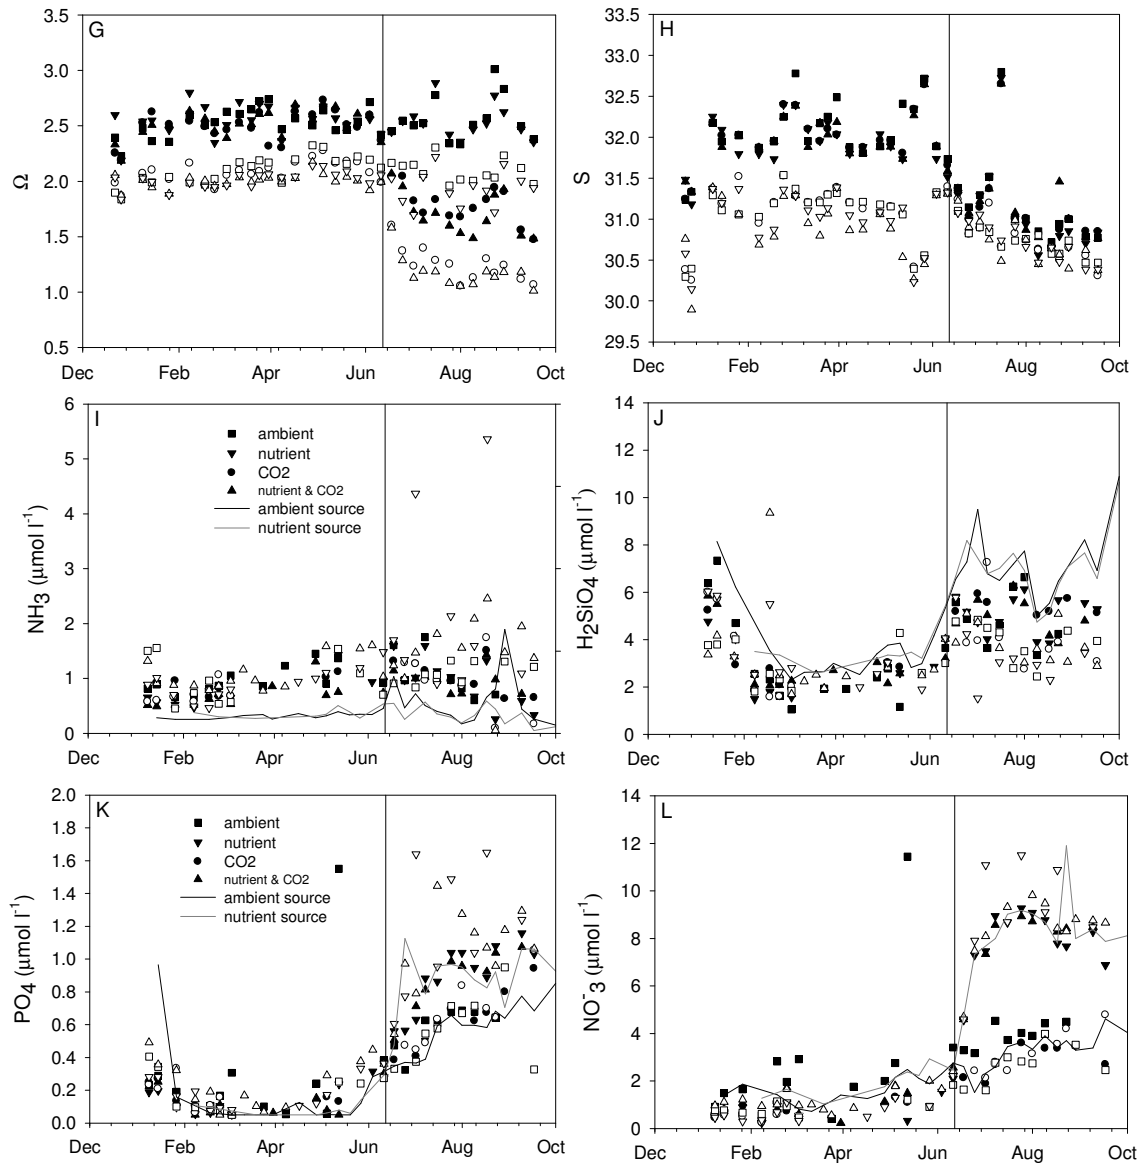 G
3.5
3.0
2.5
2.0
1.5
1.0
0.5
Ω
Dec Feb Apr Jun Aug Oct
H
33.5
33.0
32.5
32.0
31.5
31.0
30.5
30.0
29.5
S
Dec Feb Apr Jun Aug Oct
I
6
5
4
3
2
1
0
NH3 (μmol l-1)
ambient
nutrient
CO2
nutrient & CO2
ambient source
nutrient source
Dec Feb Apr Jun Aug Oct
J
14
12
10
8
6
4
2
0
H2SiO4 (μmol l-1)
Dec Feb Apr Jun Aug Oct
K
2.0
1.8
1.6
1.4
1.2
1.0
0.8
0.6
0.4
0.2
0.0
PO4 (μmol l-1)
ambient
nutrient
CO2
nutrient & CO2
ambient source
nutrient source
Dec Feb Apr Jun Aug Oct
L
14
12
10
8
6
4
2
0
NO-3 (μmol l-1)
Dec Feb Apr Jun Aug Oct